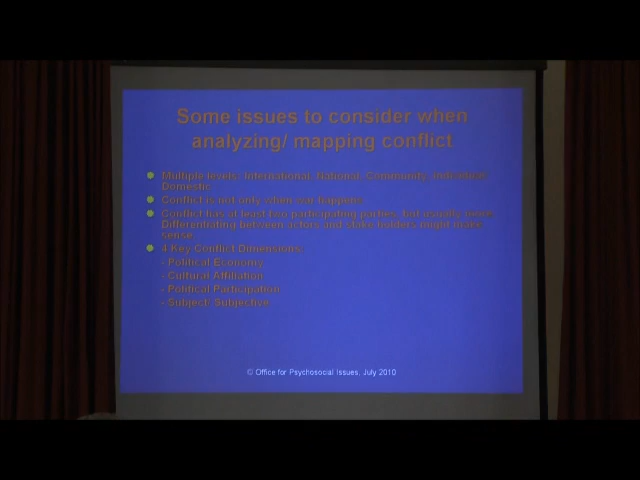 Some issues to consider when
analyzing/ mapping conflict
Multiple levels: International, National, Community, Individual,
Domestic
Conflict is not only when war happens
Conflict has at least two participating parties, but usually more.
Differentiating between actors and stake holders might make
sense.
4 Key Conflict Dimensions
- Political Economy
- Cultural Affiliation
- Political Participation
- Subject/ Subjective
© Office for Psychosocial Issues, July 2010